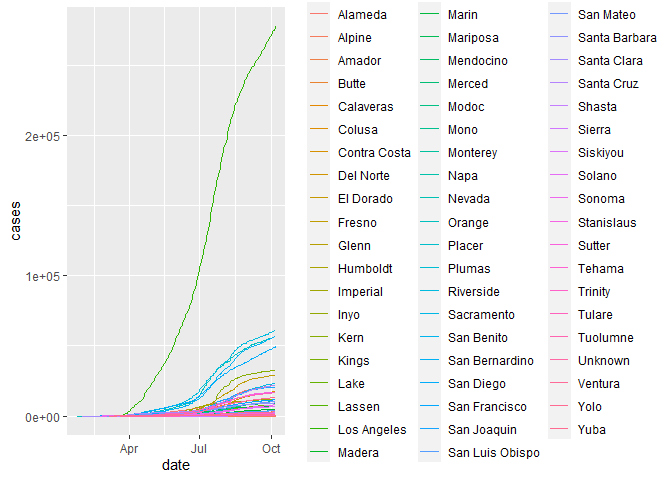 cases
2e+05
1e+05
0e+00
Apr
Jul
Oct
date
Alameda
Alpine
Amador
Butte
Calaveras
Colusa
Contra Costa
Del Norte
El Dorado
Fresno
Glenn
Humboldt
Imperial
Inyo
Kern
Kings
Lake
Lassen
Los Angeles
Madera
Marin
Mariposa
Mendocino
Merced
Modoc
Mono
Monterey
Napa
Nevada
Orange
Placer
Plumas
Riverside
Sacramento
San Benito
San Bernardino
San Diego
San Francisco
San Joaquin
San Luis Obispo
San Mateo
Santa Barbara
Santa Clara
Santa Cruz
Shasta
Sierra
Siskiyou
Solano
Sonoma
Stanislaus
Sutter
Tehama
Trinity
Tulare
Tuolumne
Unknown
Ventura
Yolo
Yuba